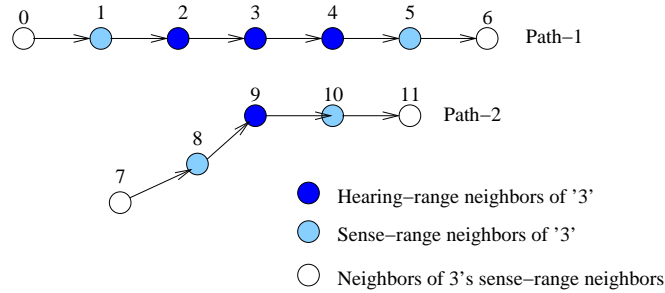 0 1 2 3 4 5 6
Path−1
9 10 11
Path−2
8
7
Hearing−range neighbors of '3'
Sense−range neighbors of '3'
Neighbors of 3's sense−range neighbors